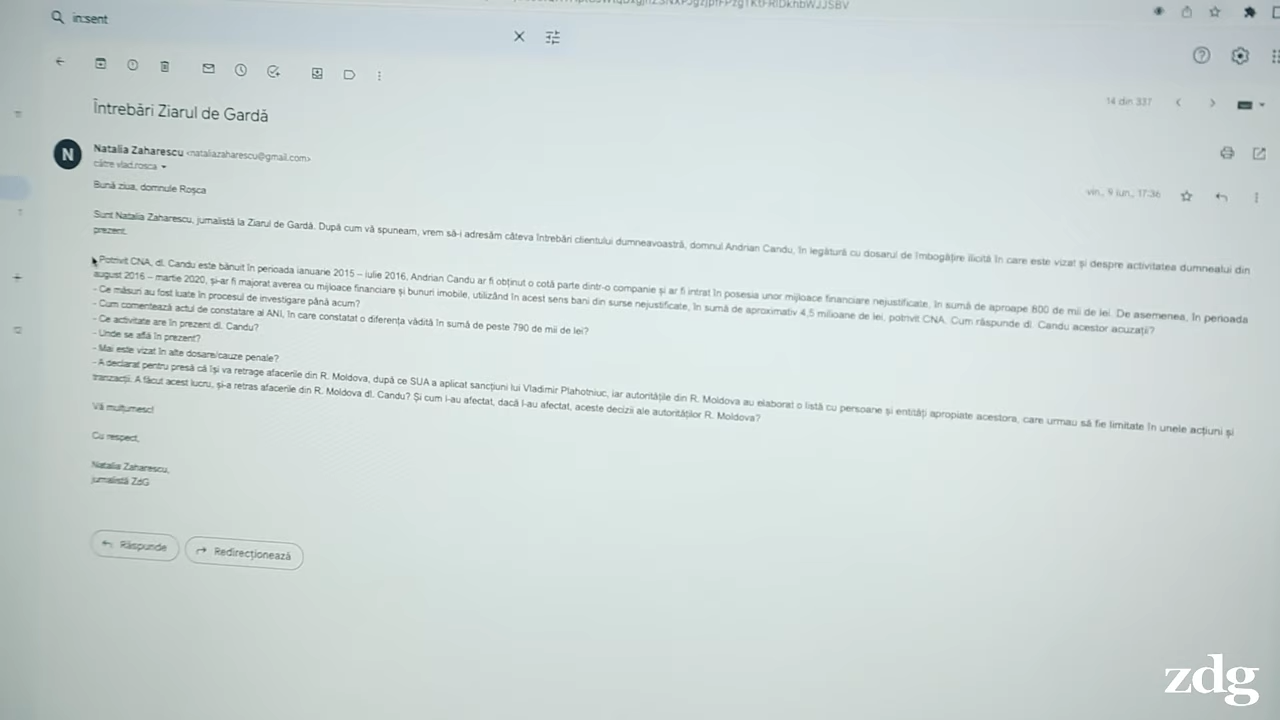 in:sent
14 din 337
Întrebări Ziarul de Gardă
N
Natalia Zaharescu <nataliazaharescu@gmail.com>
către vlad.rosca
vin., 9 iun., 17:36
Bună ziua, domnule Roșca
Sunt Natalia Zaharescu, jurnalistă la Ziarul de Gardă. După cum vă spuneam, vrem să-i adresăm câteva întrebări clientului dumneavoastră, domnul Andrian Candu, în legătură cu dosarul de îmbogățire ilicită în care este vizat și despre activitatea dumnealui din
prezent.
- Potrivit CNA, dl. Candu este bănuit în perioada ianuarie 2015 – iulie 2016, Andrian Candu ar fi obținut o cotă parte dintr-o companie și ar fi intrat în posesia unor mijloace financiare nejustificate, în sumă de aproape 800 de mii de lei. De asemenea, în perioada
august 2016 – martie 2020, și-ar fi majorat averea cu mijloace financiare și bunuri imobile, utilizând în acest sens bani din surse nejustificate, în sumă de aproximativ 4,5 milioane de lei, potrivit CNA. Cum răspunde dl. Candu acestor acuzații?
- Ce măsuri au fost luate în procesul de investigare până acum?
- Cum comentează actul de constatare al ANI, în care constatat o diferența vădită în sumă de peste 790 de mii de lei?
- Ce activitate are în prezent dl. Candu?
- Unde se află în prezent?
- Mai este vizat în alte dosare/cauze penale?
- A declarat pentru presă că își va retrage afacerile din R. Moldova, după ce SUA a aplicat sancțiuni lui Vladimir Plahotniuc, iar autoritățile din R. Moldova au elaborat o listă cu persoane și entități apropiate acestora, care urmau să fie limitate în unele acțiuni și
tranzacții. A făcut acest lucru, și-a retras afacerile din R. Moldova dl. Candu? Și cum l-au afectat, dacă l-au afectat, aceste decizii ale autorităților R. Moldova?
Vă mulțumesc!
Cu respect,
Natalia Zaharescu,
jurnalistă ZdG
Răspunde
Redirecționează
zdg